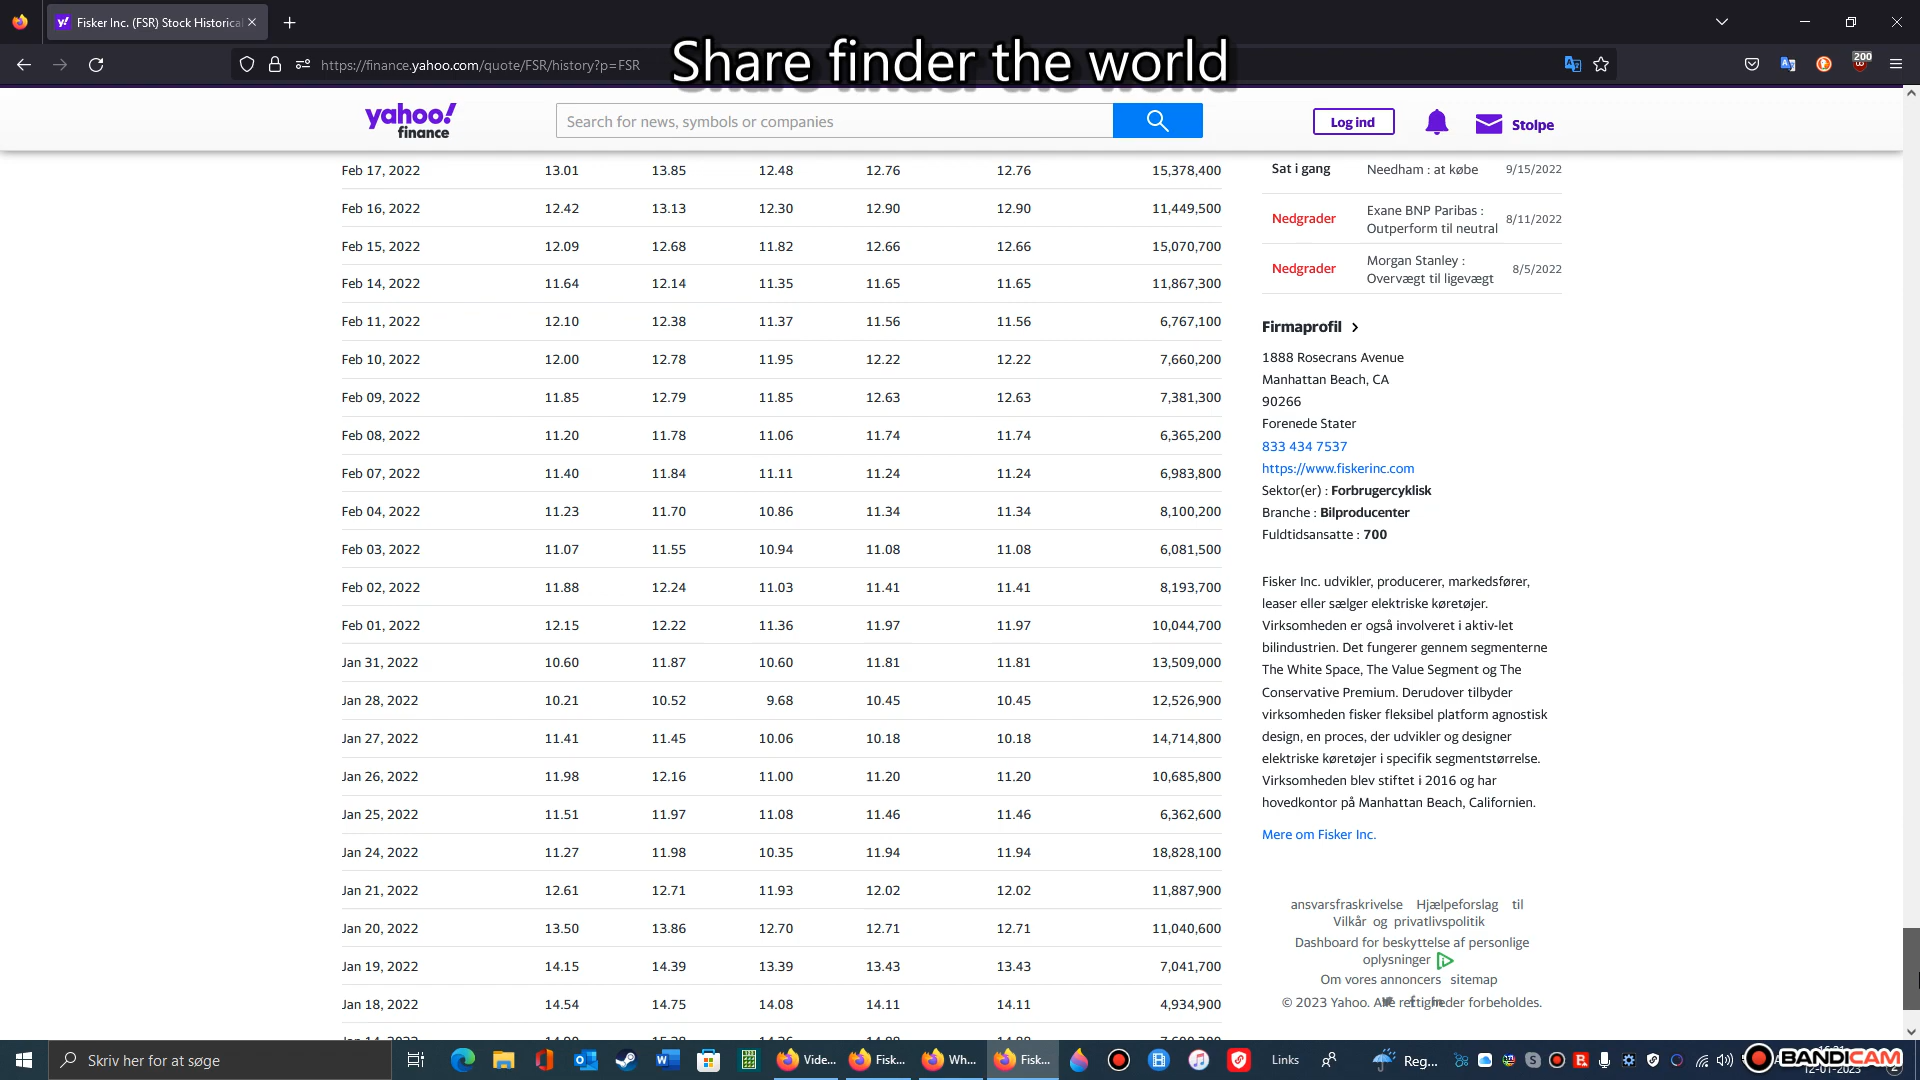 Fisker Inc. (FSR) Stock Historical
Share finder the world
https://finance.yahoo.com/quote/FSR/history?p=FSR
200
yahoo!
finance
Search for news, symbols or companies
Log ind
Stolpe
Feb 17, 2022 13.01 13.85 12.48 12.76 12.76 15,378,400
Feb 16, 2022 12.42 13.13 12.30 12.90 12.90 11,449,500
Feb 15, 2022 12.09 12.68 11.82 12.66 12.66 15,070,700
Feb 14, 2022 11.64 12.14 11.35 11.65 11.65 11,867,300
Feb 11, 2022 12.10 12.38 11.37 11.56 11.56 6,767,100
Feb 10, 2022 12.00 12.78 11.95 12.22 12.22 7,660,200
Feb 09, 2022 11.85 12.79 11.85 12.63 12.63 7,381,300
Feb 08, 2022 11.20 11.78 11.06 11.74 11.74 6,365,200
Feb 07, 2022 11.40 11.84 11.11 11.24 11.24 6,983,800
Feb 04, 2022 11.23 11.70 10.86 11.34 11.34 8,100,200
Feb 03, 2022 11.07 11.55 10.94 11.08 11.08 6,081,500
Feb 02, 2022 11.88 12.24 11.03 11.41 11.41 8,193,700
Feb 01, 2022 12.15 12.22 11.36 11.97 11.97 10,044,700
Jan 31, 2022 10.60 11.87 10.60 11.81 11.81 13,509,000
Jan 28, 2022 10.21 10.52 9.68 10.45 10.45 12,526,900
Jan 27, 2022 11.41 11.45 10.06 10.18 10.18 14,714,800
Jan 26, 2022 11.98 12.16 11.00 11.20 11.20 10,685,800
Jan 25, 2022 11.51 11.97 11.08 11.46 11.46 6,362,600
Jan 24, 2022 11.27 11.98 10.35 11.94 11.94 18,828,100
Jan 21, 2022 12.61 12.71 11.93 12.02 12.02 11,887,900
Jan 20, 2022 13.50 13.86 12.70 12.71 12.71 11,040,600
Jan 19, 2022 14.15 14.39 13.39 13.43 13.43 7,041,700
Jan 18, 2022 14.54 14.75 14.08 14.11 14.11 4,934,900
Sat i gang Needham : at købe 9/15/2022
Nedgrader Exane BNP Paribas : 8/11/2022
Outperform til neutral
Nedgrader Morgan Stanley : 8/5/2022
Overvægt til ligevægt
Firmaprofil
1888 Rosecrans Avenue
Manhattan Beach, CA
90266
Forenede Stater
833 434 7537
https://www.fiskerinc.com
Sektor(er) : Forbrugercyklisk
Branche : Bilproducenter
Fuldtidsansatte : 700
Fisker Inc. udvikler, producerer, markedsfører,
leaser eller sælger elektriske køretøjer.
Virksomheden er også involveret i aktiv-let
bilindustrien. Det fungerer gennem segmenterne
The White Space, The Value Segment og The
Conservative Premium. Derudover tilbyder
virksomheden fisker fleksibel platform agnostisk
design, en proces, der udvikler og designer
elektriske køretøjer i specifik segmentstørrelse.
Virksomheden blev stiftet i 2016 og har
hovedkontor på Manhattan Beach, Californien.
Mere om Fisker Inc.
ansvarsfraskrivelse Hjælpeforslag til
Vilkår og privatlivspolitik
Dashboard for beskyttelse af personlige
oplysninger
Om vores annoncers sitemap
© 2023 Yahoo. Alle rettigheder forbeholdes.
Skriv her for at søge
Vide...
Fisk...
Wh...
Fisk...
Links
Reg...
12-01-2023
BANDICAM